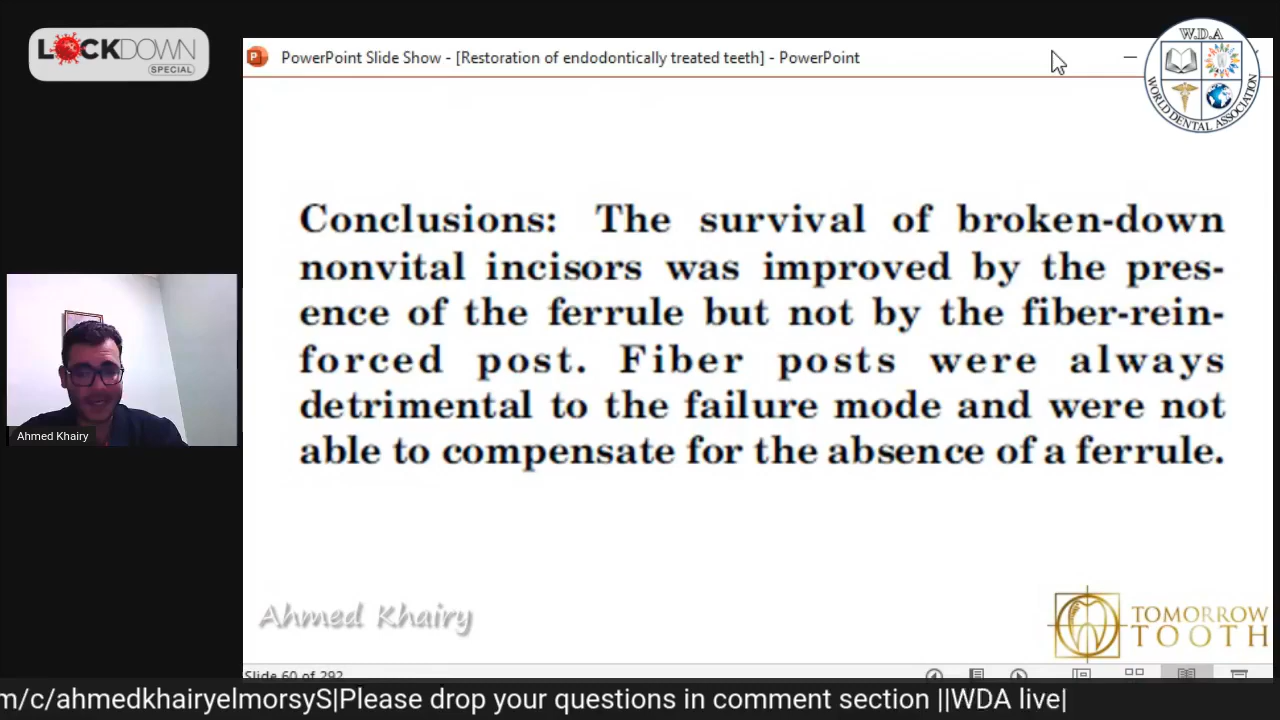 LOCKDOWN
SPECIAL
PowerPoint Slide Show - [Restoration of endodontically treated teeth] - PowerPoint
W.D.A
WORLD DENTAL ASSOCIATION
Conclusions: The survival of broken-down
nonvital incisors was improved by the pres-
ence of the ferrule but not by the fiber-rein-
forced post. Fiber posts were always
detrimental to the failure mode and were not
able to compensate for the absence of a ferrule.
Ahmed Khairy
Ahmed Khairy
TOMORROW
TOOTH
Slide 60 of 292
m/c/ahmedkhairyelmorsyS|Please drop your questions in comment section ||WDA live|